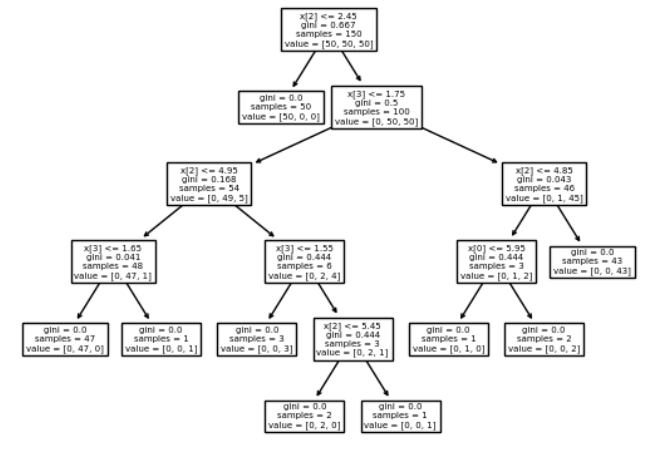 x[2] <= 2.45
gini = 0.667
samples = 150
value = [50, 50, 50]
gini = 0.0
samples = 50
value = [50, 0, 0]
x[3] <= 1.75
gini = 0.5
samples = 100
value = [0, 50, 50]
x[2] <= 4.95
gini = 0.168
samples = 54
value = [0, 49, 5]
x[2] <= 4.85
gini = 0.043
samples = 46
value = [0, 1, 45]
x[3] <= 1.65
gini = 0.041
samples = 48
value = [0, 47, 1]
x[3] <= 1.55
gini = 0.444
samples = 6
value = [0, 2, 4]
x[0] <= 5.95
gini = 0.444
samples = 3
value = [0, 1, 2]
gini = 0.0
samples = 43
value = [0, 0, 43]
gini = 0.0
samples = 47
value = [0, 47, 0]
gini = 0.0
samples = 1
value = [0, 0, 1]
gini = 0.0
samples = 3
value = [0, 0, 3]
x[2] <= 5.45
gini = 0.444
samples = 3
value = [0, 2, 1]
gini = 0.0
samples = 1
value = [0, 1, 0]
gini = 0.0
samples = 2
value = [0, 0, 2]
gini = 0.0
samples = 2
value = [0, 2, 0]
gini = 0.0
samples = 1
value = [0, 0, 1]